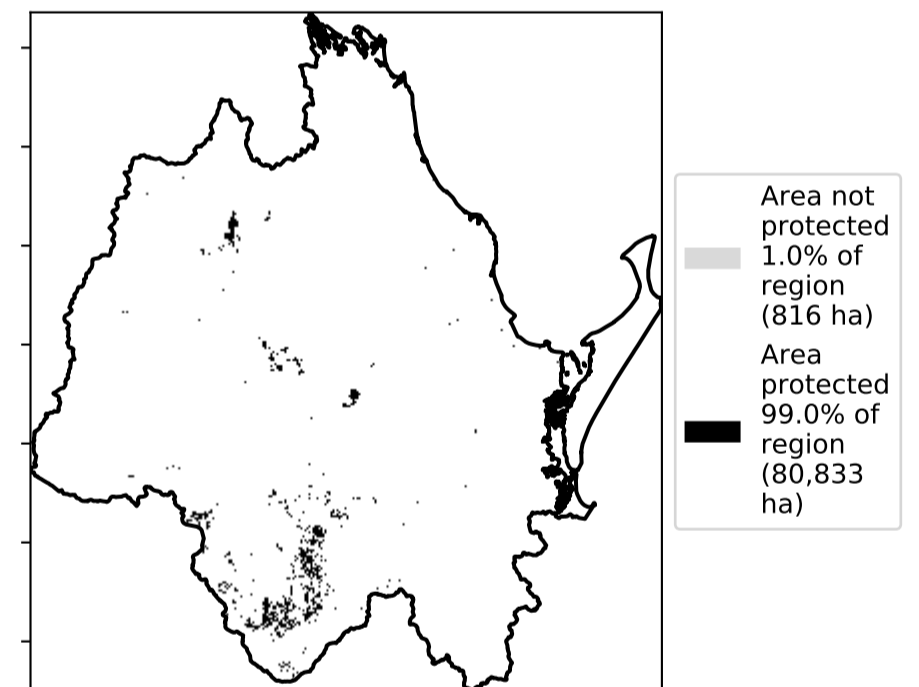 Area not
protected
1.0% of
region
(816 ha)
Area
protected
99.0% of
region
(80,833
ha)